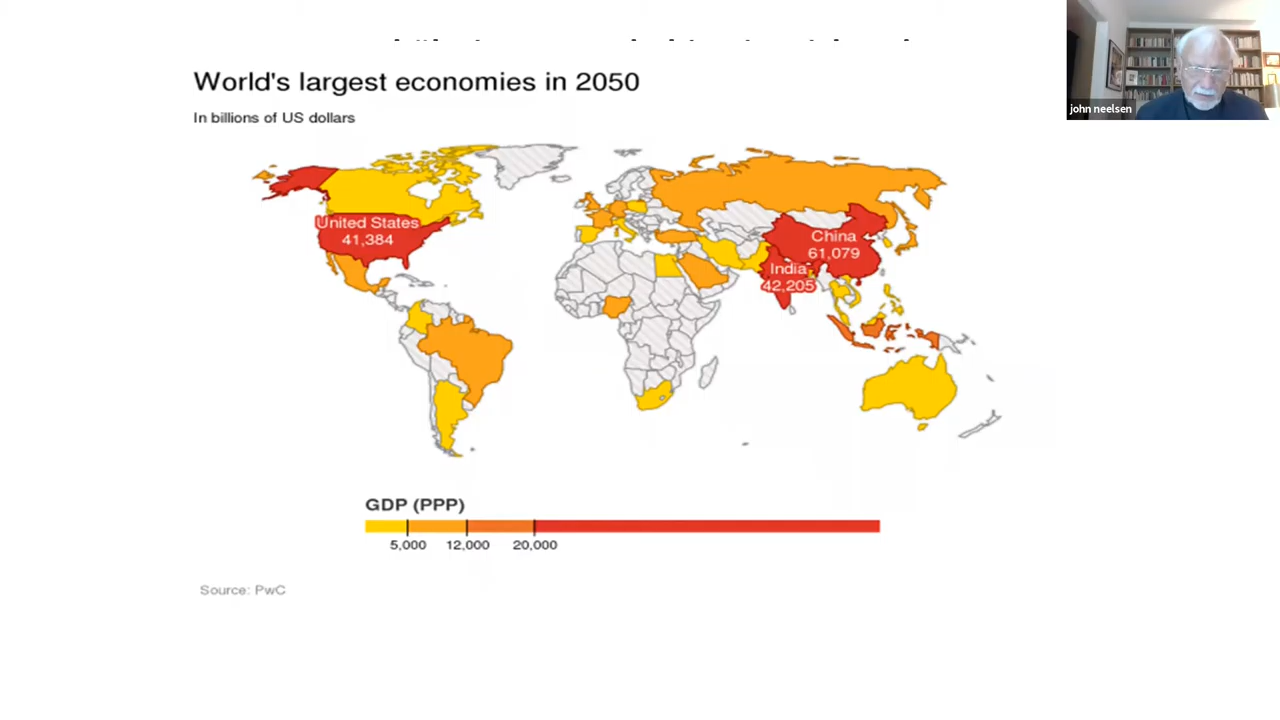 World's largest economies in 2050
In billions of US dollars
john neelsen
United States
41,384
China
61,079
India
42,205
GDP (PPP)
5,000 12,000 20,000
Source: PwC